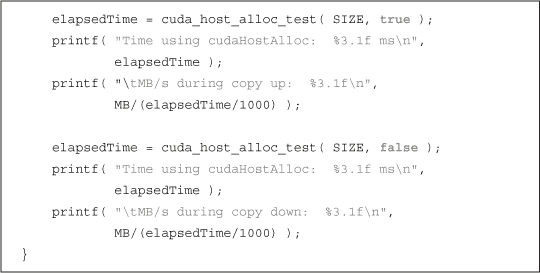 elapsedTime = cuda_host_alloc_test( SIZE, true );
printf( "Time using cudaHostAlloc:  %3.1f ms\n",
elapsedTime );
printf( "\tMB/s during copy up:  %3.1f\n",
MB/(elapsedTime/1000) );
elapsedTime = cuda_host_alloc_test( SIZE, false );
printf( "Time using cudaHostAlloc:  %3.1f ms\n",
elapsedTime );
printf( "\tMB/s during copy down:  %3.1f\n",
MB/(elapsedTime/1000) );
}